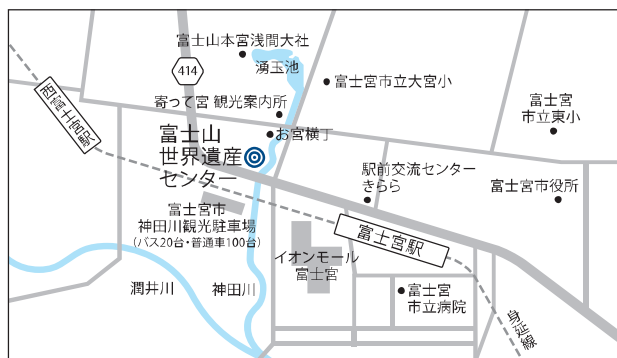 富士山本宮浅間大社
414
湧玉池
富士市立大宮小
寄って宮 観光案内所
富士宮
市立東小
お宮横丁
西富士宮駅
富士山
世界遺産
センター
駅前交流センター
きらら
富士宮市役所
富士宮市
神田川観光駐車場
(バス20台・普通車100台)
富士宮駅
イオンモール
富士宮
潤井川
神田川
富士宮
市立病院
身延線